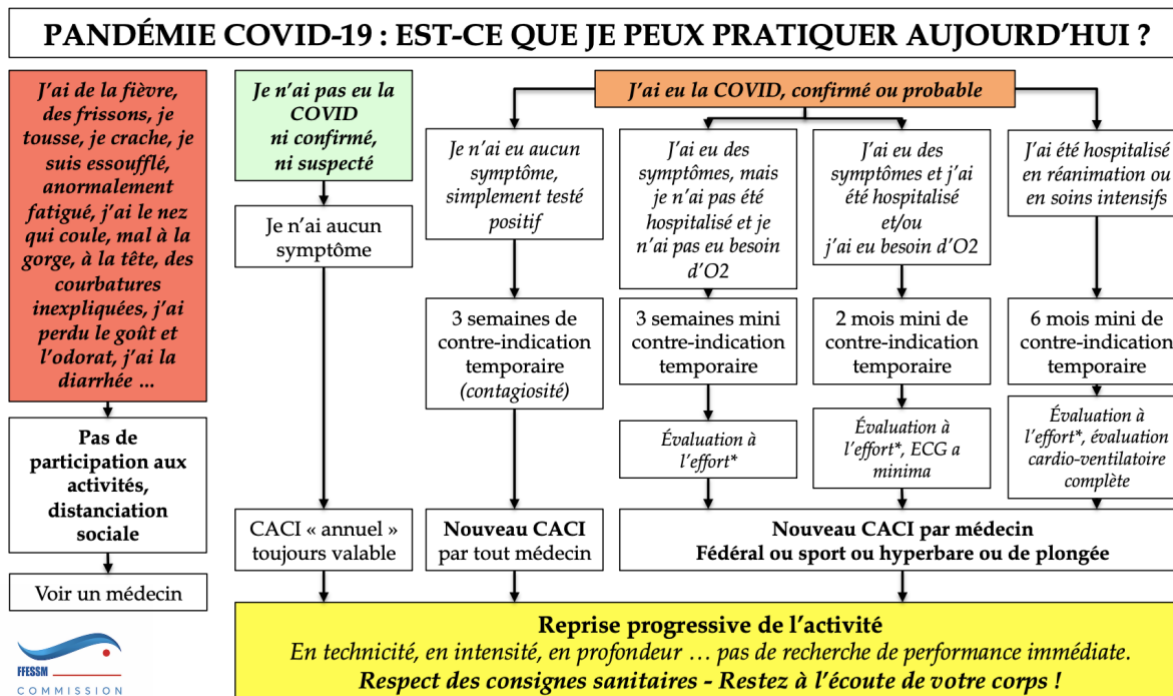 PANDÉMIE COVID-19 : EST-CE QUE JE PEUX PRATIQUER AUJOURD’HUI ?
J’ai de la fièvre,
des frissons, je
tousse, je crache, je
suis essoufflé,
anormalement
fatigué, j’ai le nez
qui coule, mal à la
gorge, à la tête, des
courbatures
inexpliquées, j’ai
perdu le goût et
l’odorat, j’ai la
diarrhée …
Pas de
participation aux
activités,
distanciation
sociale
Voir un médecin
Je n’ai pas eu la
COVID
ni confirmé,
ni suspecté
Je n’ai aucun
symptôme
CACI « annuel »
toujours valable
J’ai eu la COVID, confirmé ou probable
Je n’ai eu aucun
symptôme,
simplement testé
positif
3 semaines de
contre-indication
temporaire
(contagiosité)
Nouveau CACI
par tout médecin
J’ai eu des
symptômes, mais
je n’ai pas été
hospitalisé et je
n’ai pas eu besoin
d’O2
3 semaines mini
de contre-indication
temporaire
Évaluation à
l’effort*
J’ai eu des
symptômes et j’ai
été hospitalisé
et/ou
j’ai eu besoin d’O2
2 mois mini de
contre-indication
temporaire
Évaluation à
l’effort*, ECG a
minima
J’ai été hospitalisé
en réanimation ou
en soins intensifs
6 mois mini de
contre-indication
temporaire
Évaluation à
l’effort*, évaluation
cardio-ventilatoire
complète
Nouveau CACI par médecin
Fédéral ou sport ou hyperbare ou de plongée
Reprise progressive de l’activité
En technicité, en intensité, en profondeur … pas de recherche de performance immédiate.
Respect des consignes sanitaires - Restez à l’écoute de votre corps !
FFESSM
COMMISSION